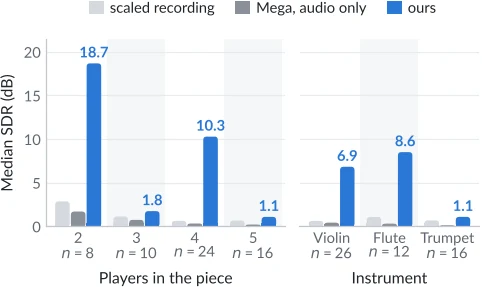 scaled recording Mega, audio only ours
Median SDR (dB)
20
15
10
5
0
18.7
1.8
10.3
1.1
6.9
8.6
1.1
2 3 4 5 Violin Flute Trumpet
n = 8 n = 10 n = 24 n = 16 n = 26 n = 12 n = 16
Players in the piece Instrument